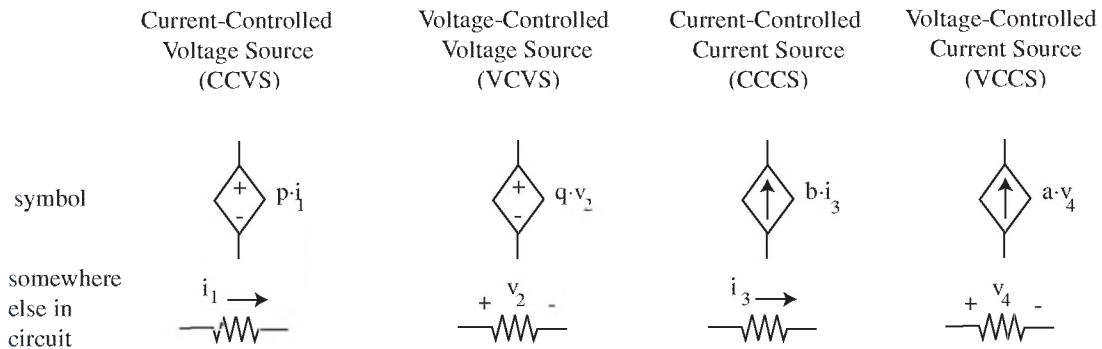 Current-Controlled
Voltage Source
(CCVS)
Voltage-Controlled
Voltage Source
(VCVS)
Current-Controlled
Current Source
(CCCS)
Voltage-Controlled
Current Source
(VCCS)
symbol
+
-
p·i₁
+
-
q·v₂
b·i₃
a·v₄
somewhere
else in
circuit
i₁
+ v₂ -
i₃
+ v₄ -